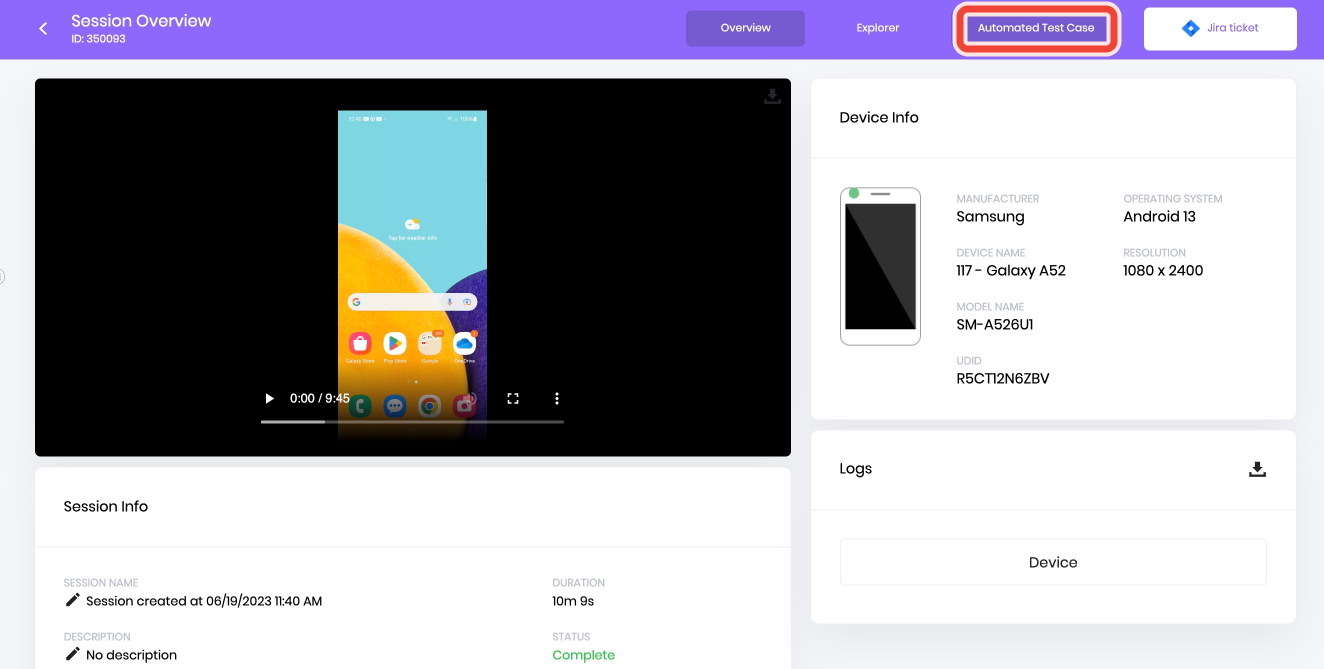 Session Overview
ID: 350093
Overview
Explorer
Automated Test Case
Jira ticket
11:40
100%
Tap for weather info
Galaxy Store
Play Store
Google
OneDrive
0:00 / 9:45
Device Info
MANUFACTURER
Samsung
OPERATING SYSTEM
Android 13
DEVICE NAME
117 - Galaxy A52
RESOLUTION
1080 x 2400
MODEL NAME
SM-A526U1
UDID
R5CT12N6ZBV
Logs
Device
Session Info
SESSION NAME
Session created at 06/19/2023 11:40 AM
DURATION
10m 9s
DESCRIPTION
No description
STATUS
Complete